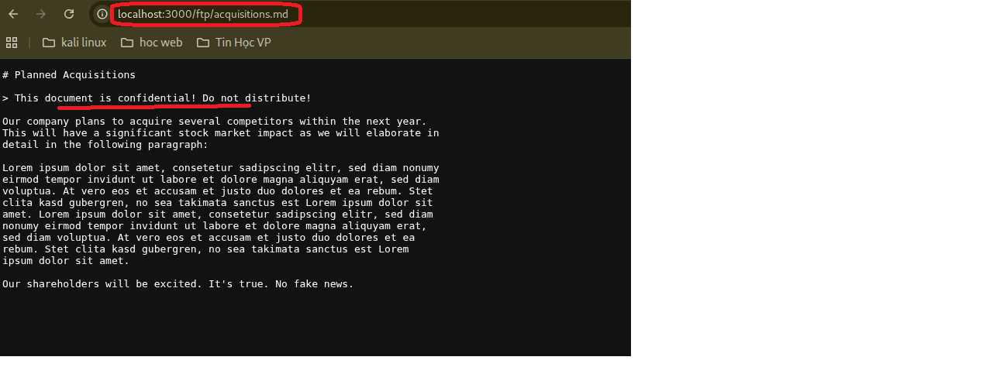 localhost:3000/ftp/acquisitions.md
kali linux hoc web Tin Học VP
# Planned Acquisitions
> This document is confidential! Do not distribute!
Our company plans to acquire several competitors within the next year.
This will have a significant stock market impact as we will elaborate in
detail in the following paragraph:
Lorem ipsum dolor sit amet, consetetur sadipscing elitr, sed diam nonumy
eirmod tempor invidunt ut labore et dolore magna aliquyam erat, sed diam
voluptua. At vero eos et accusam et justo duo dolores et ea rebum. Stet
clita kasd gubergren, no sea takimata sanctus est Lorem ipsum dolor sit
amet. Lorem ipsum dolor sit amet, consetetur sadipscing elitr, sed diam
nonumy eirmod tempor invidunt ut labore et dolore magna aliquyam erat,
sed diam voluptua. At vero eos et accusam et justo duo dolores et ea
rebum. Stet clita kasd gubergren, no sea takimata sanctus est Lorem
ipsum dolor sit amet.
Our shareholders will be excited. It's true. No fake news.